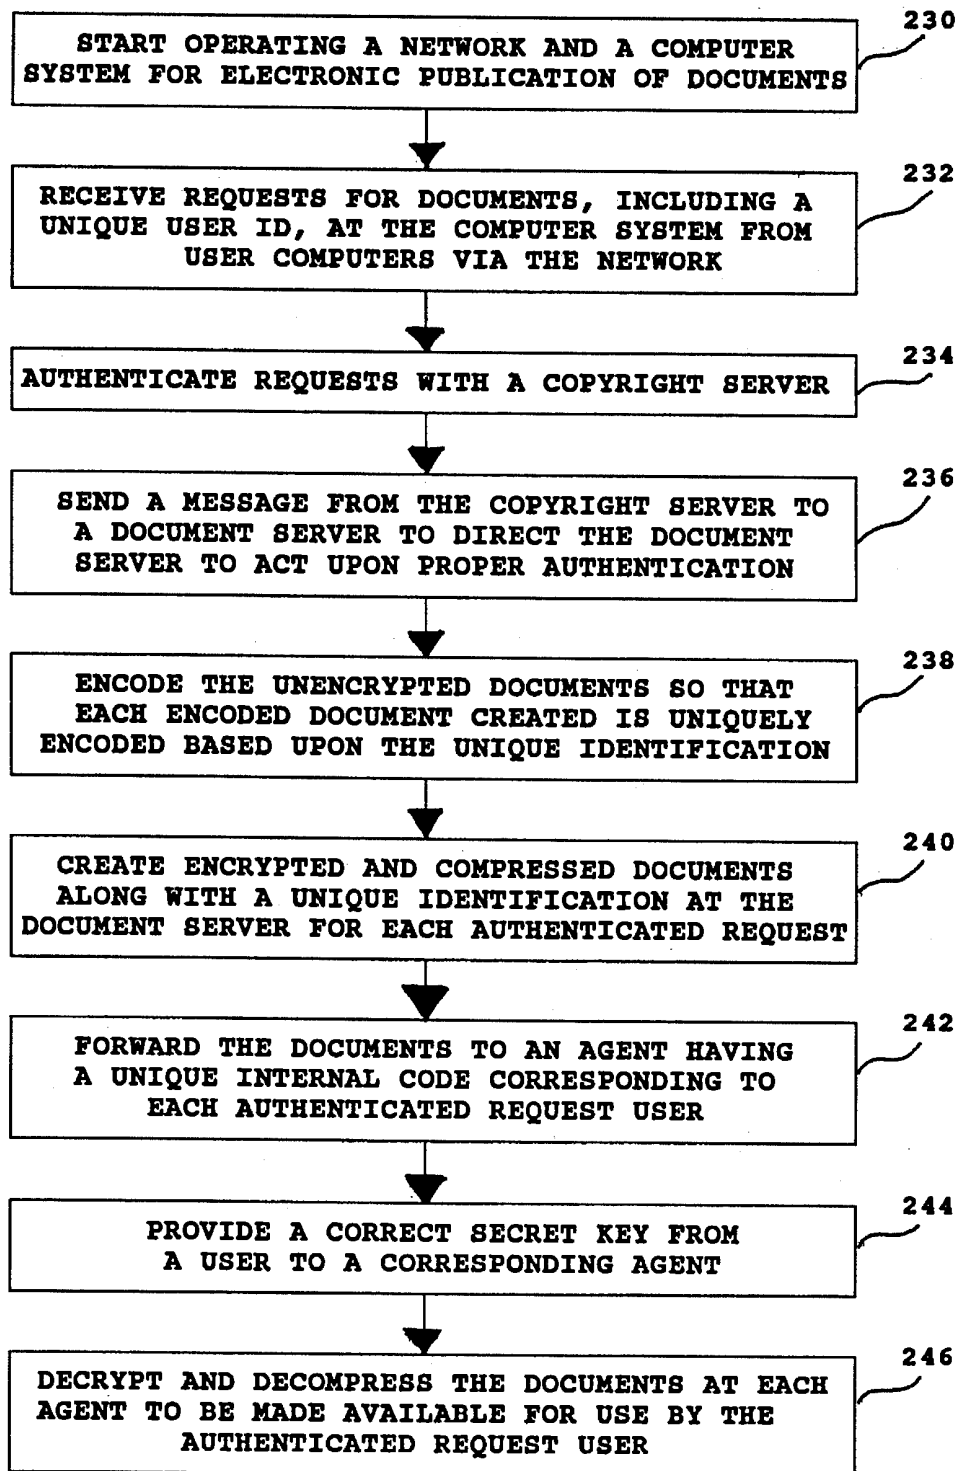 230
START OPERATING A NETWORK AND A COMPUTER
SYSTEM FOR ELECTRONIC PUBLICATION OF DOCUMENTS
232
RECEIVE REQUESTS FOR DOCUMENTS, INCLUDING A
UNIQUE USER ID, AT THE COMPUTER SYSTEM FROM
USER COMPUTERS VIA THE NETWORK
234
AUTHENTICATE REQUESTS WITH A COPYRIGHT SERVER
236
SEND A MESSAGE FROM THE COPYRIGHT SERVER TO
A DOCUMENT SERVER TO DIRECT THE DOCUMENT
SERVER TO ACT UPON PROPER AUTHENTICATION
238
ENCODE THE UNENCRYPTED DOCUMENTS SO THAT
EACH ENCODED DOCUMENT CREATED IS UNIQUELY
ENCODED BASED UPON THE UNIQUE IDENTIFICATION
240
CREATE ENCRYPTED AND COMPRESSED DOCUMENTS
ALONG WITH A UNIQUE IDENTIFICATION AT THE
DOCUMENT SERVER FOR EACH AUTHENTICATED REQUEST
242
FORWARD THE DOCUMENTS TO AN AGENT HAVING
A UNIQUE INTERNAL CODE CORRESPONDING TO
EACH AUTHENTICATED REQUEST USER
244
PROVIDE A CORRECT SECRET KEY FROM
A USER TO A CORRESPONDING AGENT
246
DECRYPT AND DECOMPRESS THE DOCUMENTS AT EACH
AGENT TO BE MADE AVAILABLE FOR USE BY THE
AUTHENTICATED REQUEST USER